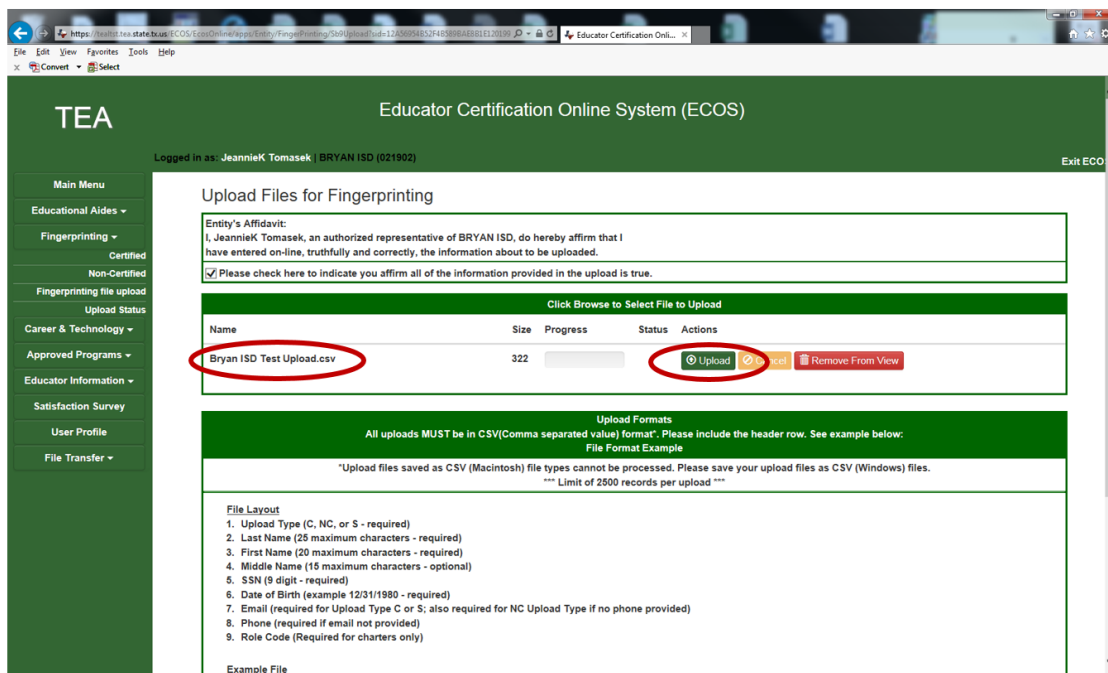 https://tealtst.tea.state.tx.us/ECOS/EcosOnline/apps/Entity/FingerPrinting/Sb9Upload?sid=
Educator Certification Onli...
File Edit View Favorites Tools Help
x Convert Select
TEA
Educator Certification Online System (ECOS)
Logged in as: JeannieK Tomasek | BRYAN ISD (021902)
Exit ECO
Main Menu
Educational Aides
Fingerprinting
Certified
Non-Certified
Fingerprinting file upload
Upload Status
Career & Technology
Approved Programs
Educator Information
Satisfaction Survey
User Profile
File Transfer
Upload Files for Fingerprinting
Entity's Affidavit:
I, JeannieK Tomasek, an authorized representative of BRYAN ISD, do hereby affirm that I
have entered on-line, truthfully and correctly, the information about to be uploaded.
Please check here to indicate you affirm all of the information provided in the upload is true.
Click Browse to Select File to Upload
Name Size Progress Status Actions
Bryan ISD Test Upload.csv 322 Upload Cancel Remove From View
Upload Formats
All uploads MUST be in CSV(Comma separated value) format*. Please include the header row. See example below:
File Format Example
*Upload files saved as CSV (Macintosh) file types cannot be processed. Please save your upload files as CSV (Windows) files.
*** Limit of 2500 records per upload ***
File Layout
1. Upload Type (C, NC, or S - required)
2. Last Name (25 maximum characters - required)
3. First Name (20 maximum characters - required)
4. Middle Name (15 maximum characters - optional)
5. SSN (9 digit - required)
6. Date of Birth (example 12/31/1980 - required)
7. Email (required for Upload Type C or S; also required for NC Upload Type if no phone provided)
8. Phone (required if email not provided)
9. Role Code (Required for charters only)
Example File